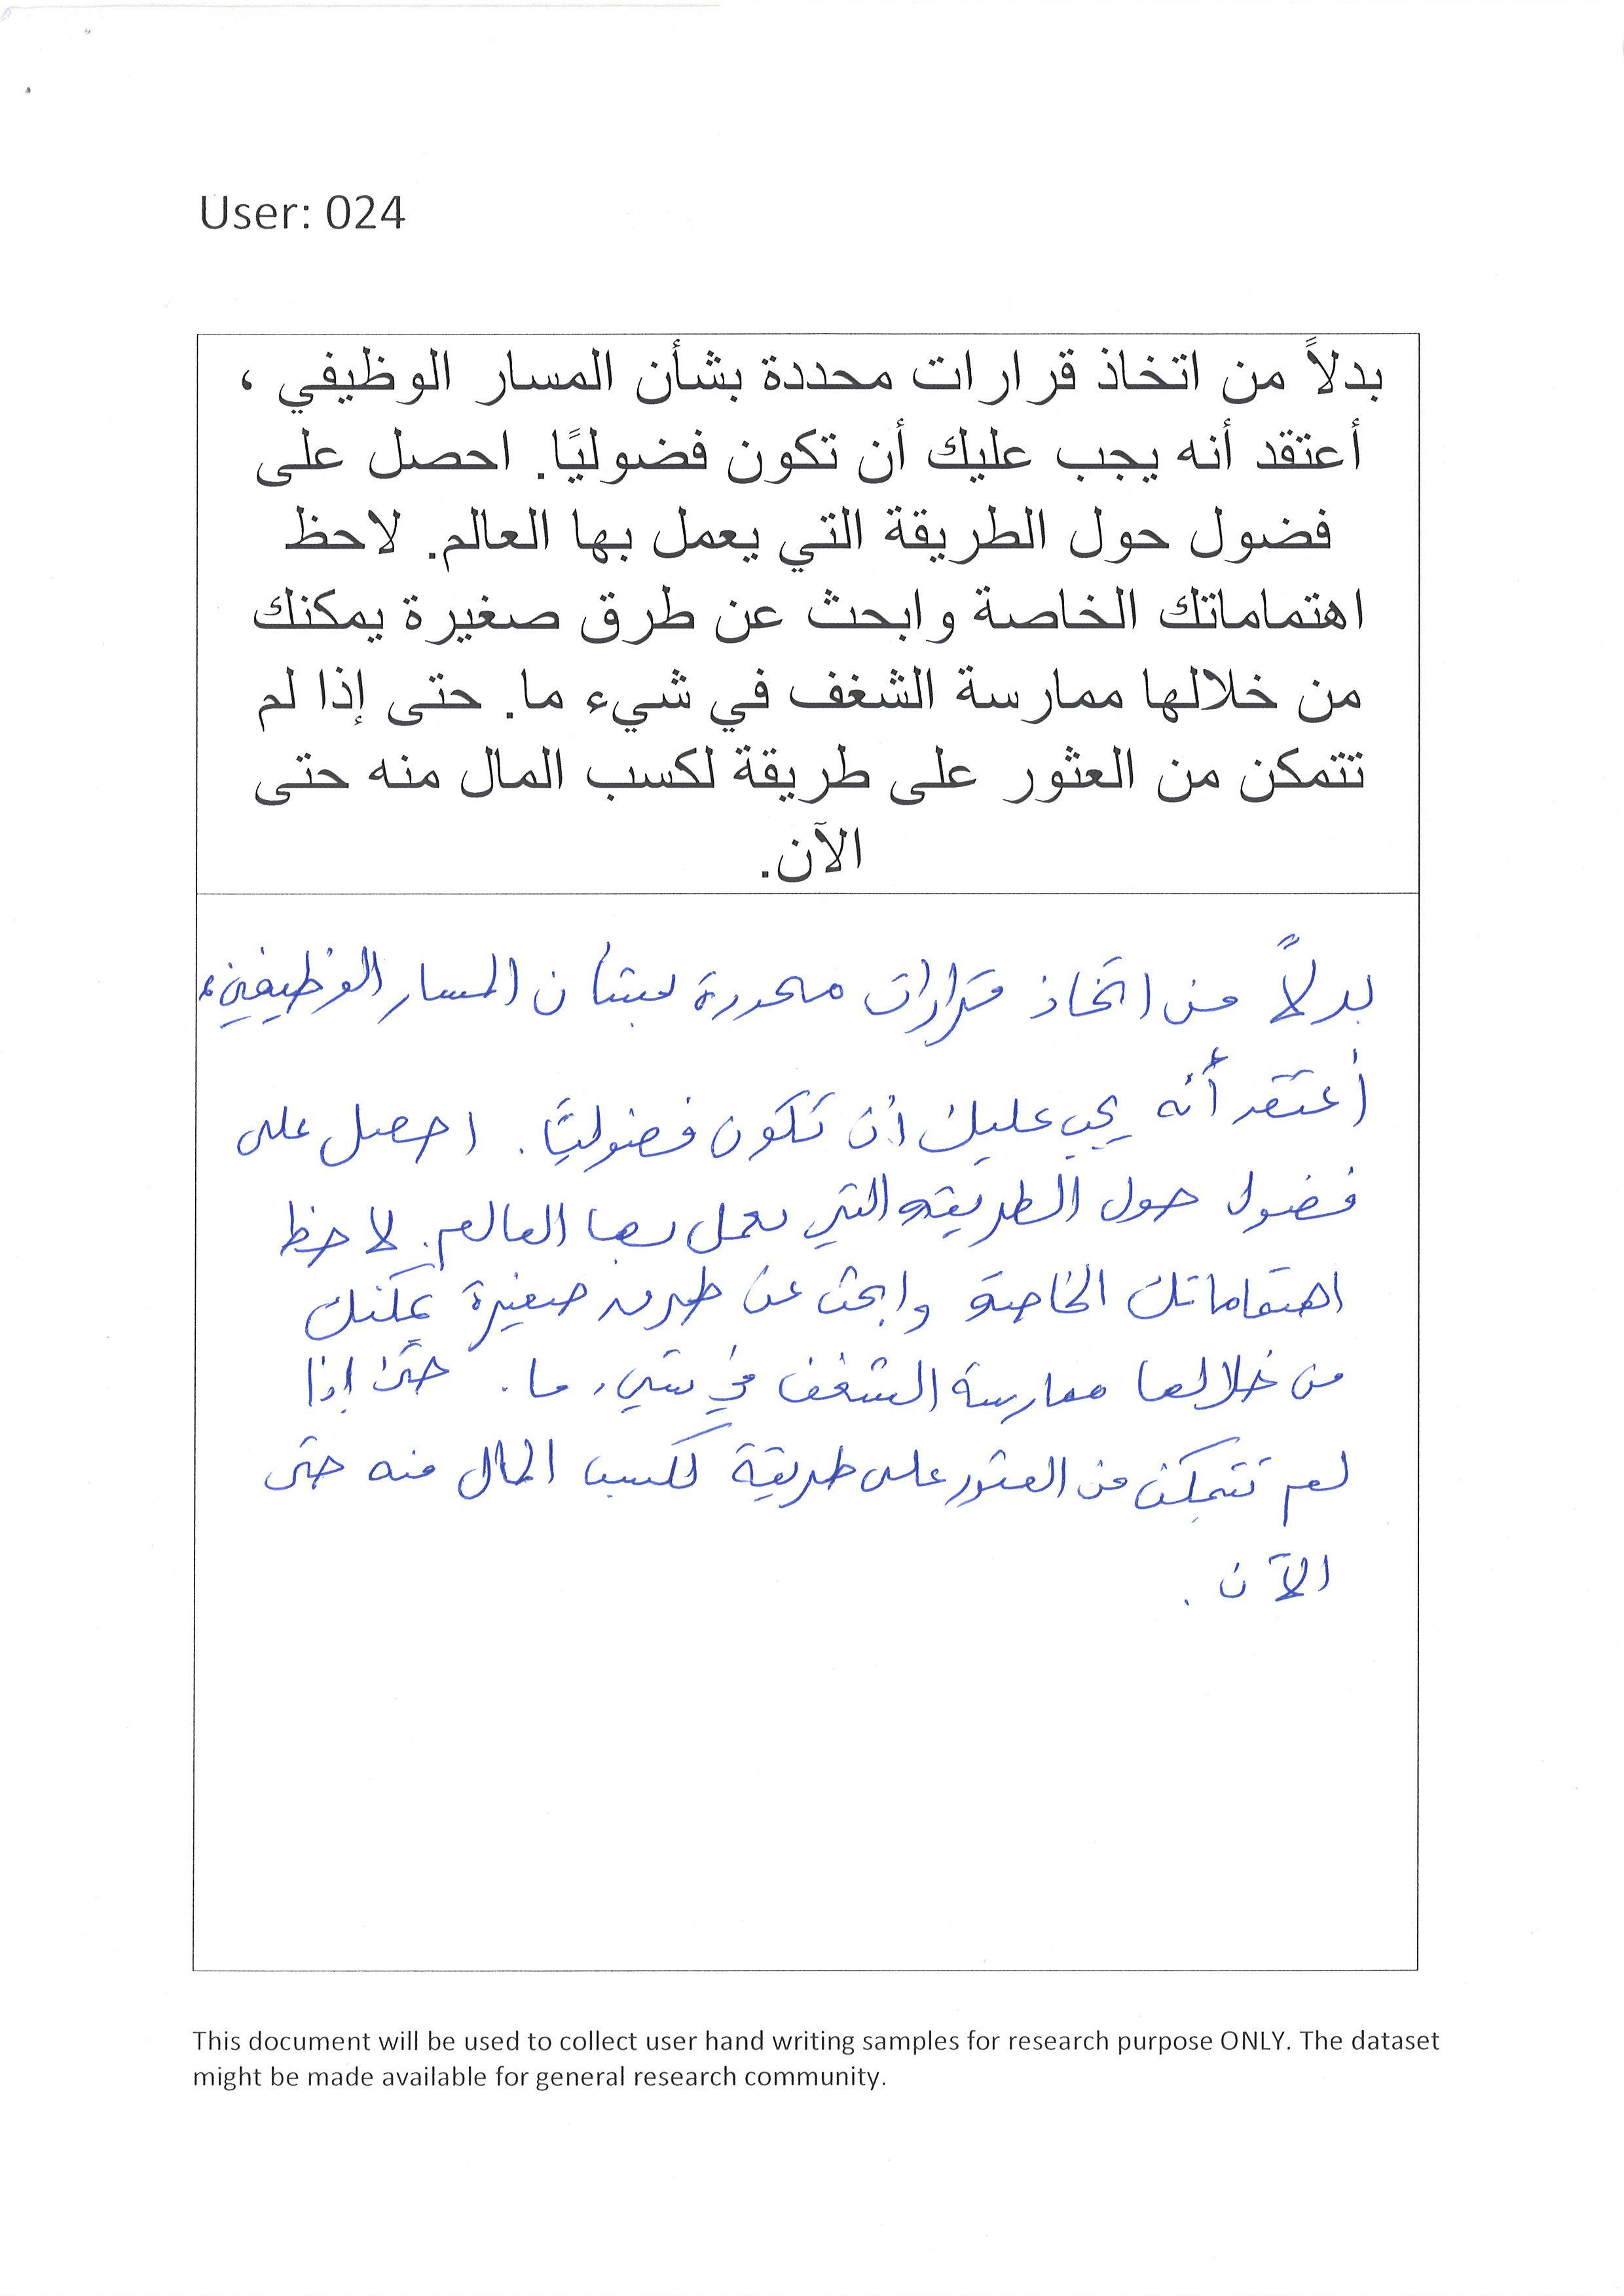 User: 024
بدلاً من اتخاذ قرارات محددة بشأن المسار الوظيفي ،
أعتقد أنه يجب عليك أن تكون فضوليًا. احصل على
فضول حول الطريقة التي يعمل بها العالم. لاحظ
اهتماماتك الخاصة وابحث عن طرق صغيرة يمكنك
من خلالها ممارسة الشغف في شيء ما. حتى إذا لم
تتمكن من العثور على طريقة لكسب المال منه حتى
الآن.
بدلاً من اتخاذ قرارات محددة بشأن المسار الوظيفي،
أعتقد أنه يجب عليك أن تكون فضوليًا. احصل على
فضول حول الطريقة التي يعمل بها العالم. لاحظ
اهتماماتك الخاصة وابحث عن طرق صغيرة يمكنك
من خلالها ممارسة الشغف في شيء ما. حتى إذا
لم تتمكن من العثور على طريقة لكسب المال منه حتى
الآن.
This document will be used to collect user hand writing samples for research purpose ONLY. The dataset
might be made available for general research community.